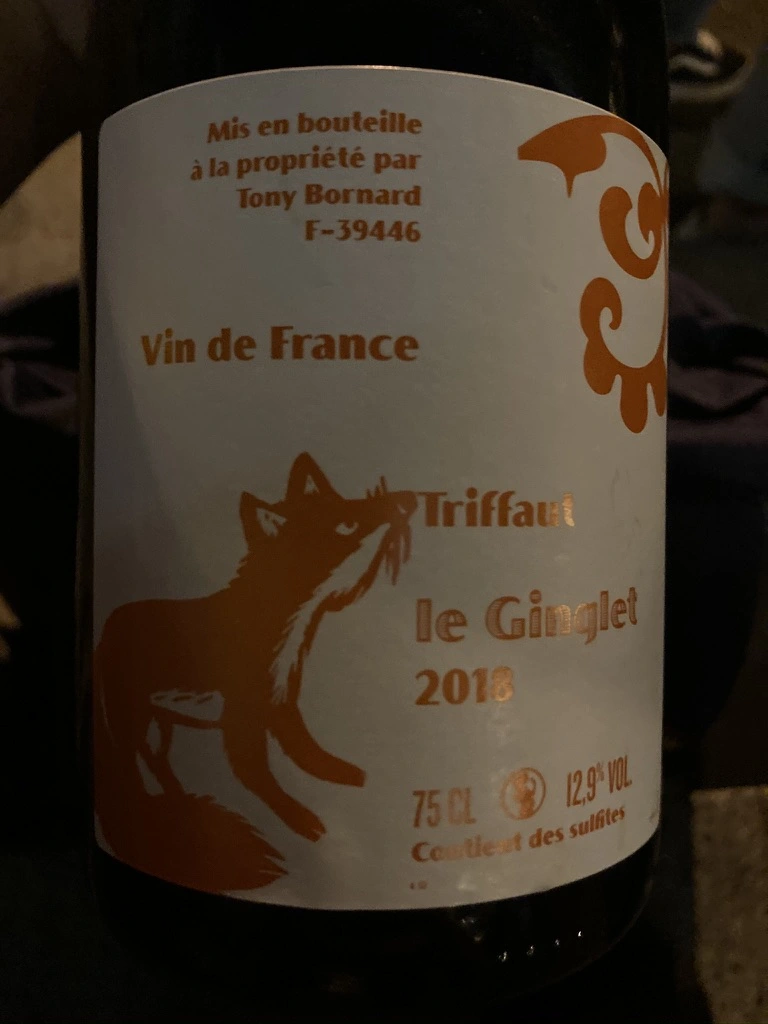 Mis en bouteille
à la propriété par
Tony Bornard
F-39446
Vin de France
Triffaut
le Ginglet
2018
75 CL 12,9% VOL.
Contient des sulfites